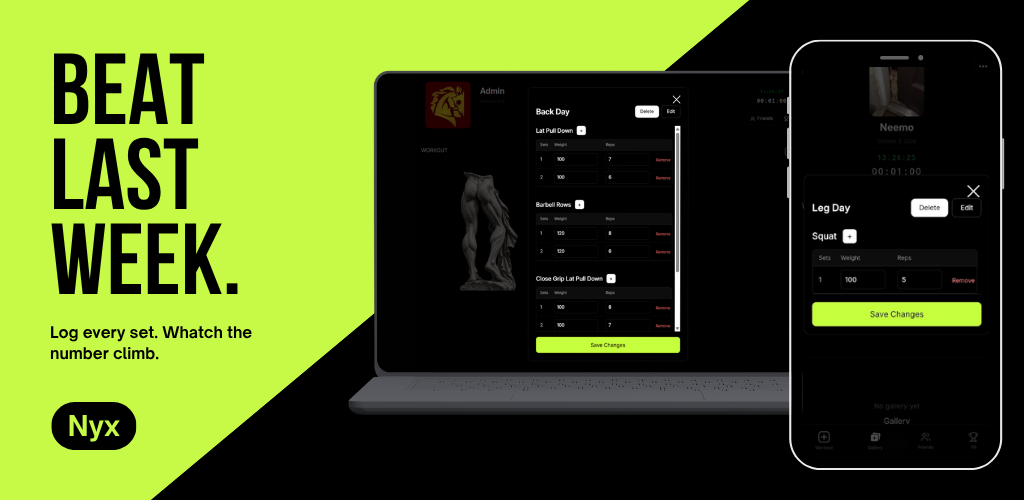 BEAT
LAST
WEEK.
Log every set. Whatch the
number climb.
Nyx
Admin
WORKOUT
00:01:00
Friends
Back Day
Delete
Edit
Lat Pull Down +
Sets Weight Reps
1 100 7 Remove
2 100 6 Remove
Barbell Rows +
Sets Weight Reps
1 120 8 Remove
2 120 6 Remove
Close Grip Lat Pull Down +
Sets Weight Reps
1 100 8 Remove
2 100 7 Remove
Save Changes
Neemo
13:26:25
00:01:00
Leg Day
Delete
Edit
Squat +
Sets Weight Reps
1 100 5 Remove
Save Changes
No gallery yet
Gallery
Workout
Gallery
Friends